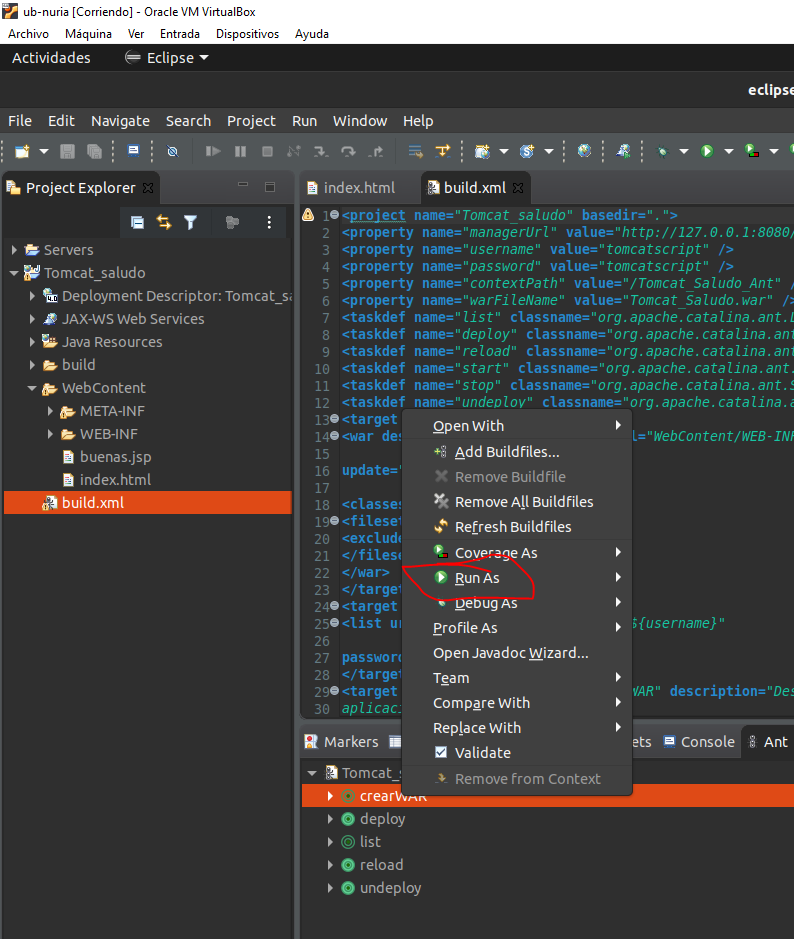 ub-nuria [Corriendo] - Oracle VM VirtualBox
Archivo Máquina Ver Entrada Dispositivos Ayuda
Actividades Eclipse
eclipse
File Edit Navigate Search Project Run Window Help
Project Explorer
Servers
Tomcat_saludo
Deployment Descriptor: Tomcat_sa
JAX-WS Web Services
Java Resources
build
WebContent
META-INF
WEB-INF
buenas.jsp
index.html
build.xml
index.html build.xml
1 <project name="Tomcat_saludo" basedir=".">
2 <property name="managerUrl" value="http://127.0.0.1:8080/
3 <property name="username" value="tomcatscript" />
4 <property name="password" value="tomcatscript" />
5 <property name="contextPath" value="/Tomcat_Saludo_Ant" /
6 <property name="warFileName" value="Tomcat_Saludo.war" />
7 <taskdef name="list" classname="org.apache.catalina.ant.L
8 <taskdef name="deploy" classname="org.apache.catalina.a
9 <taskdef name="reload" classname="org.apache.catalina.a
10 <taskdef name="start" classname="org.apache.catalina.ant
11 <taskdef name="stop" classname="org.apache.catalina.ant.S
12 <taskdef name="undeploy" classname="org.apache.catalina.a
13 <target
14 <war des l="WebContent/WEB-INF
15
16 update="
17
18 <classes
19 <fileset
20 <exclude
21 </filese
22 </war>
23 </target
24 <target
25 <list ur ${username}"
26
27 password
28 </target
29 <target WAR" description="Des
30 aplicaci
Open With
Add Buildfiles...
Remove Buildfile
Remove All Buildfiles
Refresh Buildfiles
Coverage As
Run As
Debug As
Profile As
Open Javadoc Wizard...
Team
Compare With
Replace With
Validate
Remove from Context
Markers ets Console Ant
Tomcat_s
crearWAR
deploy
list
reload
undeploy